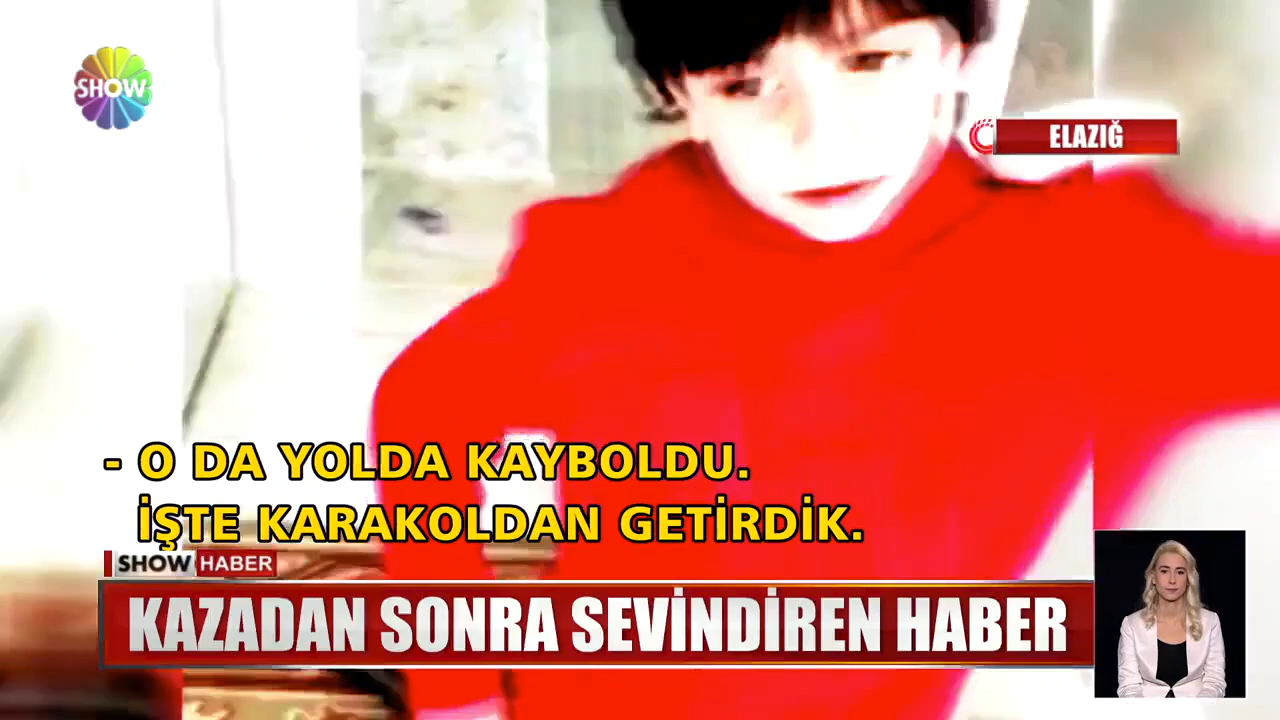 SHOW
ELAZIĞ
- O DA YOLDA KAYBOLDU.
İŞTE KARAKOLDAN GETİRDİK.
SHOW HABER
KAZADAN SONRA SEVİNDİREN HABER